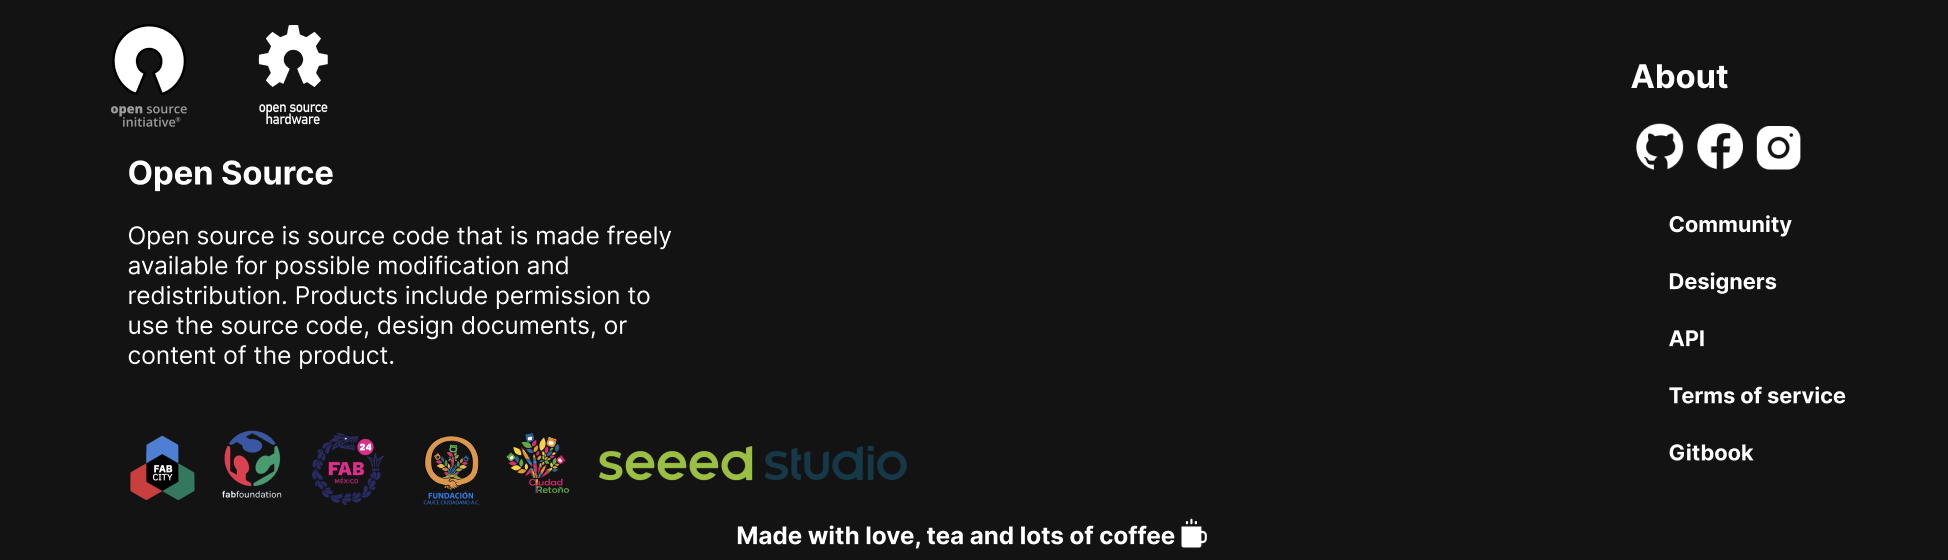 open source
initiative®
open source
hardware
Open Source
Open source is source code that is made freely
available for possible modification and
redistribution. Products include permission to
use the source code, design documents, or
content of the product.
FAB
CITY
fabfoundation
24
FAB
MÉXICO
FUNDACIÓN
CAUCE CIUDADANO A.C.
Ciudad
Retoño
seeed studio
About
Community
Designers
API
Terms of service
Gitbook
Made with love, tea and lots of coffee